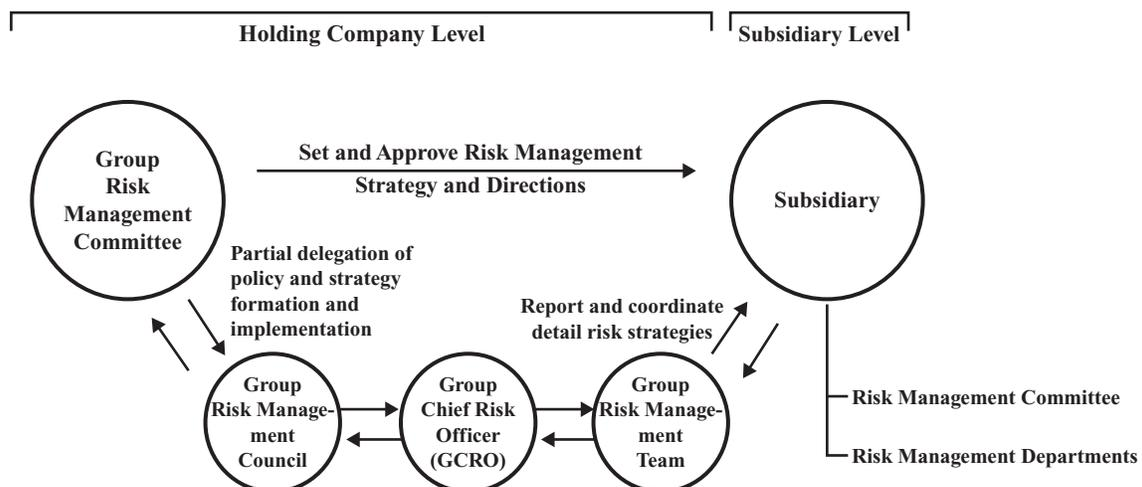 Holding Company Level
Subsidiary Level
Group
Risk
Management
Committee
Set and Approve Risk Management
Strategy and Directions
Subsidiary
Partial delegation of
policy and strategy
formation and
implementation
Report and coordinate
detail risk strategies
Group
Risk Manage-
ment
Council
Group
Chief Risk
Officer
(GCRO)
Group
Risk Manage-
ment
Team
Risk Management Committee
Risk Management Departments